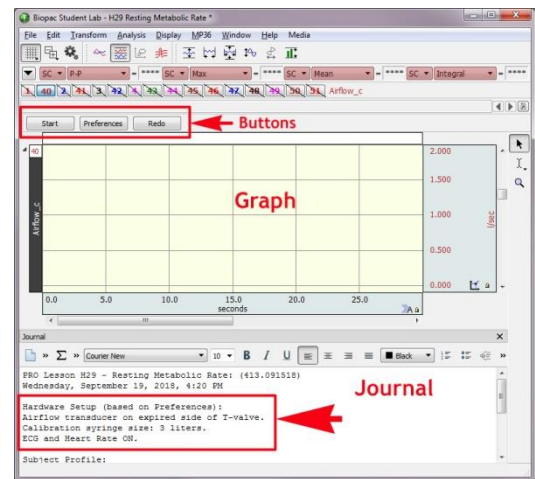 Biopac Student Lab - H29 Resting Metabolic Rate *
File Edit Transform Analysis Display MP36 Window Help Media
SC P-P = **** SC Max = **** SC Mean = **** SC Integral = ****
1 40 2 41 3 42 4 43 44 45 46 47 48 49 50 51 Airflow_c
Start Preferences Redo Buttons
40
Airflow_c
Graph
2.000
1.500
1.000
0.500
0.000
l/sec
0.0 5.0 10.0 15.0 20.0 25.0
seconds
Journal
Courier New 10 B I U Black
PRO Lesson H29 - Resting Metabolic Rate: (413.091518)
Wednesday, September 19, 2018, 4:20 PM
Journal
Hardware Setup (based on Preferences):
Airflow transducer on expired side of T-valve.
Calibration syringe size: 3 liters.
ECG and Heart Rate ON.
Subject Profile: